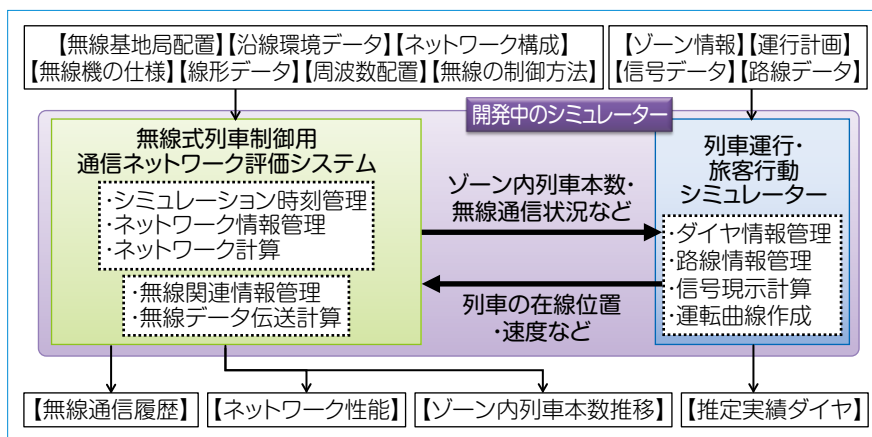 【無線基地局配置】【沿線環境データ】【ネットワーク構成】
【無線機の仕様】【線形データ】【周波数配置】【無線の制御方法】
【ゾーン情報】【運行計画】
【信号データ】【路線データ】
開発中のシミュレーター
無線式列車制御用
通信ネットワーク評価システム
・シミュレーション時刻管理
・ネットワーク情報管理
・ネットワーク計算
・無線関連情報管理
・無線データ伝送計算
ゾーン内列車本数・
無線通信状況など
列車の在線位置
・速度など
列車運行・
旅客行動
シミュレーター
・ダイヤ情報管理
・路線情報管理
・信号現示計算
・運転曲線作成
【無線通信履歴】
【ネットワーク性能】
【ゾーン内列車本数推移】
【推定実績ダイヤ】